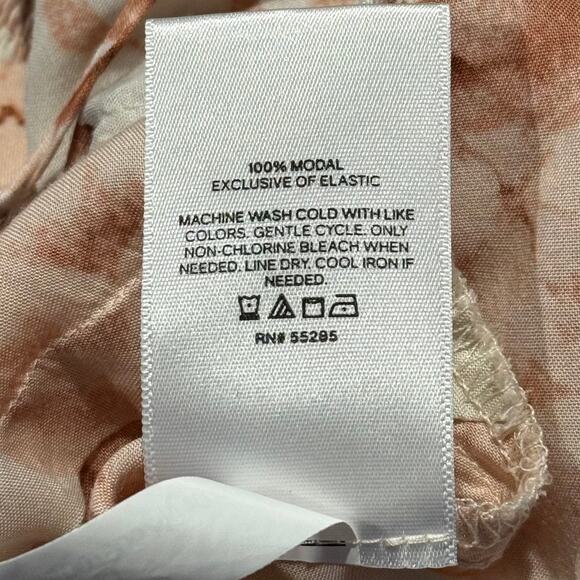 100% MODAL
EXCLUSIVE OF ELASTIC
MACHINE WASH COLD WITH LIKE
COLORS. GENTLE CYCLE. ONLY
NON-CHLORINE BLEACH WHEN
NEEDED. LINE DRY. COOL IRON IF
NEEDED.
RN# 55285